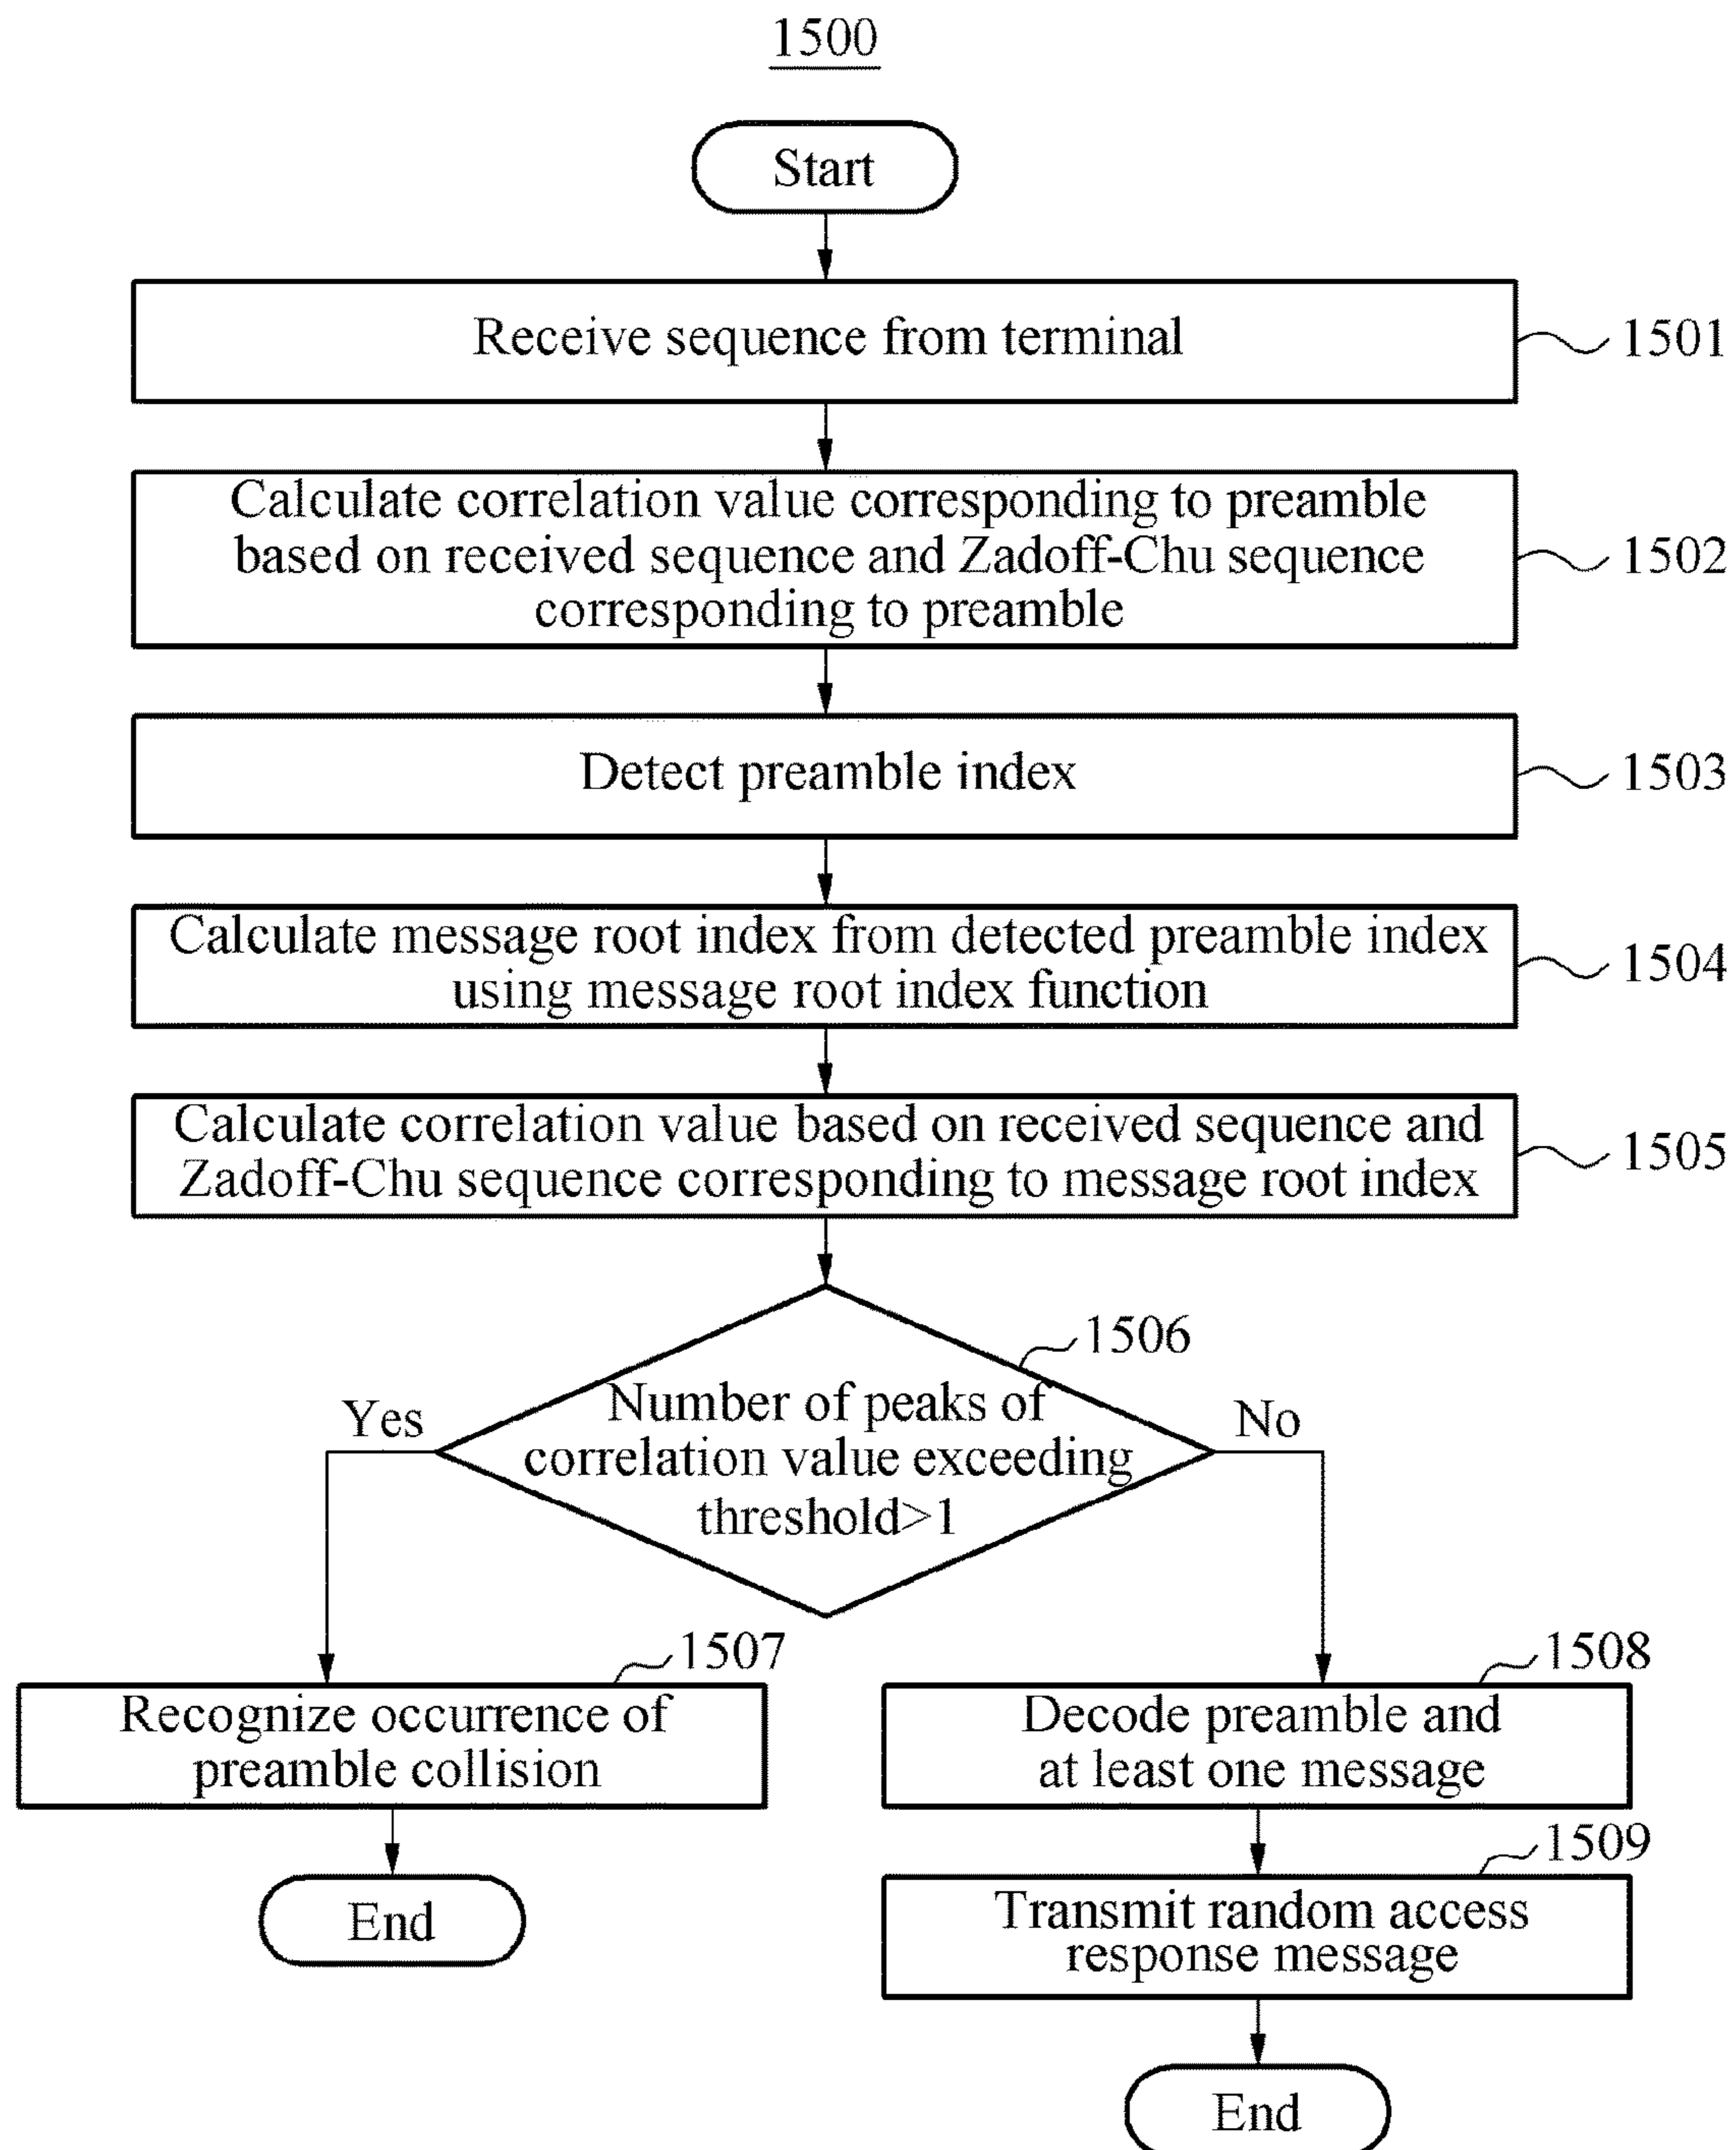 1500
Start
Receive sequence from terminal
1501
Calculate correlation value corresponding to preamble
based on received sequence and Zadoff-Chu sequence
corresponding to preamble
1502
Detect preamble index
1503
Calculate message root index from detected preamble index
using message root index function
1504
Calculate correlation value based on received sequence and
Zadoff-Chu sequence corresponding to message root index
1505
1506
Number of peaks of
correlation value exceeding
threshold>1
Yes
No
1507
Recognize occurrence of
preamble collision
End
1508
Decode preamble and
at least one message
1509
Transmit random access
response message
End